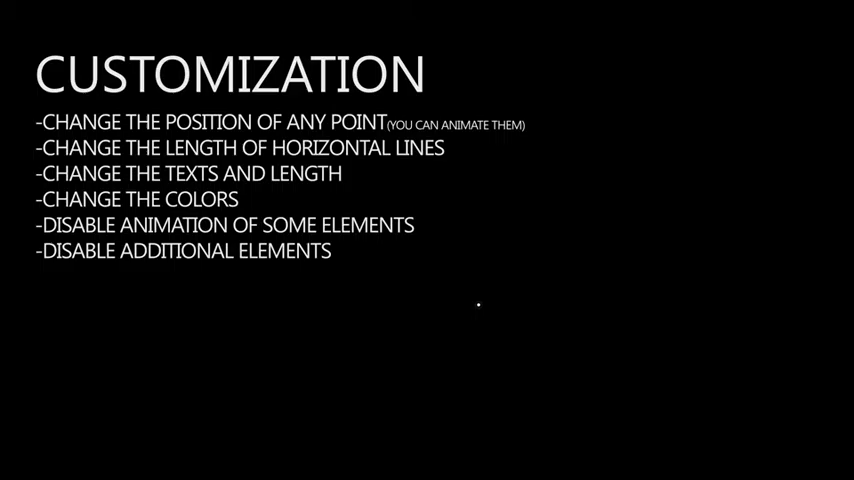 CUSTOMIZATION
-CHANGE THE POSITION OF ANY POINT(YOU CAN ANIMATE THEM)
-CHANGE THE LENGTH OF HORIZONTAL LINES
-CHANGE THE TEXTS AND LENGTH
-CHANGE THE COLORS
-DISABLE ANIMATION OF SOME ELEMENTS
-DISABLE ADDITIONAL ELEMENTS